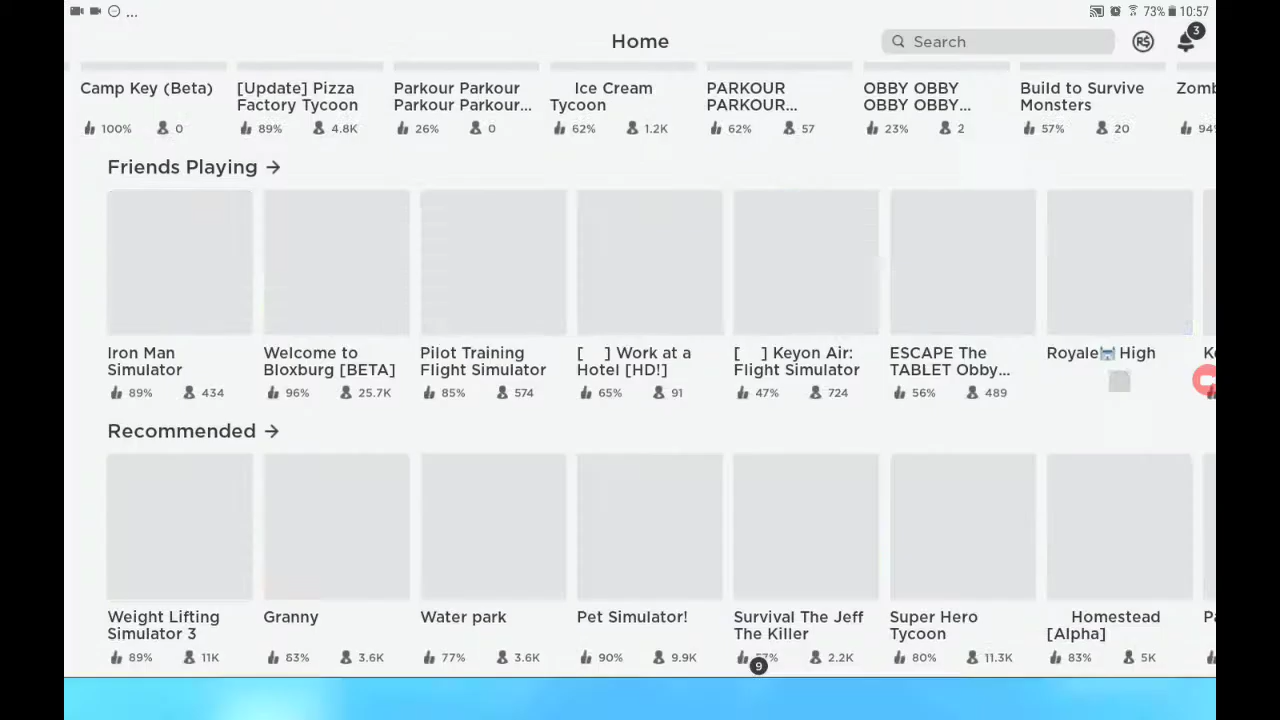 ... 73% 10:57
Home
Search
3
Camp Key (Beta)
[Update] Pizza
Factory Tycoon
Parkour Parkour
Parkour Parkour...
Ice Cream
Tycoon
PARKOUR
PARKOUR...
OBBY OBBY
OBBY OBBY...
Build to Survive
Monsters
Zomb
100% 0
89% 4.8K
26% 0
62% 1.2K
62% 57
23% 2
57% 20
94%
Friends Playing →
Iron Man
Simulator
Welcome to
Bloxburg [BETA]
Pilot Training
Flight Simulator
[ ] Work at a
Hotel [HD!]
[ ] Keyon Air:
Flight Simulator
ESCAPE The
TABLET Obby...
Royale High
89% 434
96% 25.7K
85% 574
65% 91
47% 724
56% 489
Recommended →
Weight Lifting
Simulator 3
Granny
Water park
Pet Simulator!
Survival The Jeff
The Killer
Super Hero
Tycoon
Homestead
[Alpha]
89% 11K
63% 3.6K
77% 3.6K
90% 9.9K
57% 2.2K
80% 11.3K
83% 5K
9